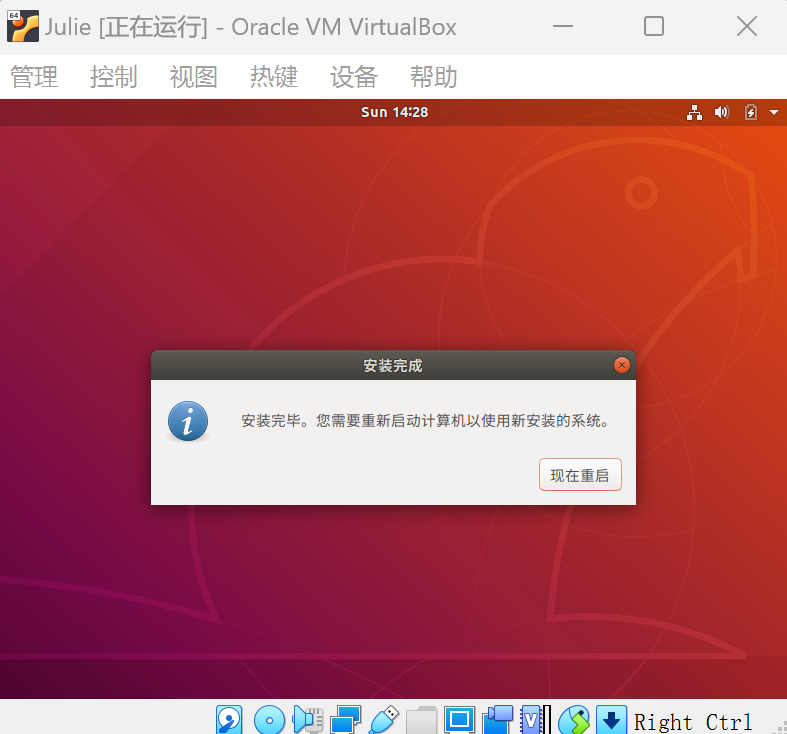 64
Julie [正在运行] - Oracle VM VirtualBox
管理 控制 视图 热键 设备 帮助
Sun 14:28
安装完成
安装完毕。您需要重新启动计算机以使用新安装的系统。
现在重启
Right Ctrl